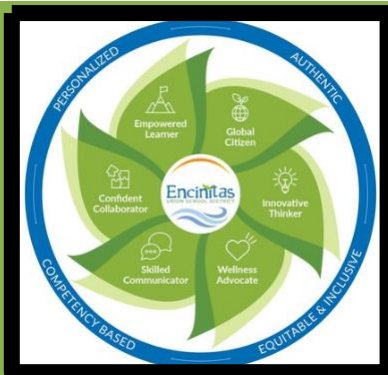 PERSONALIZED
AUTHENTIC
Empowered
Learner
Global
Citizen
Confident
Collaborator
Encinitas
UNION SCHOOL DISTRICT
Innovative
Thinker
Skilled
Communicator
Wellness
Advocate
COMPETENCY BASED
EQUITABLE & INCLUSIVE